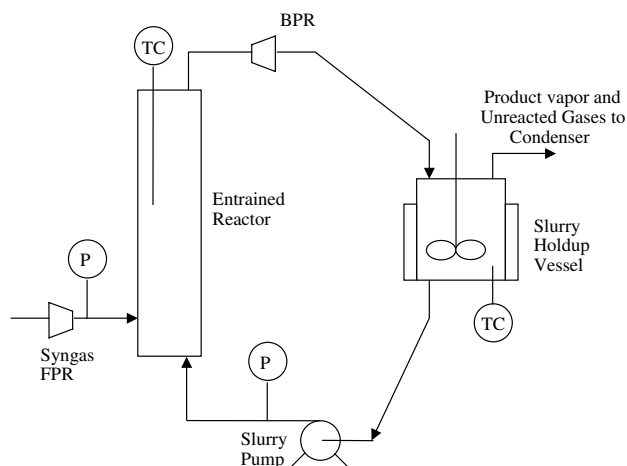 BPR
TC
Product vapor and
Unreacted Gases to
Condenser
Entrained
Reactor
Slurry
Holdup
Vessel
P
TC
Syngas
FPR
P
Slurry
Pump